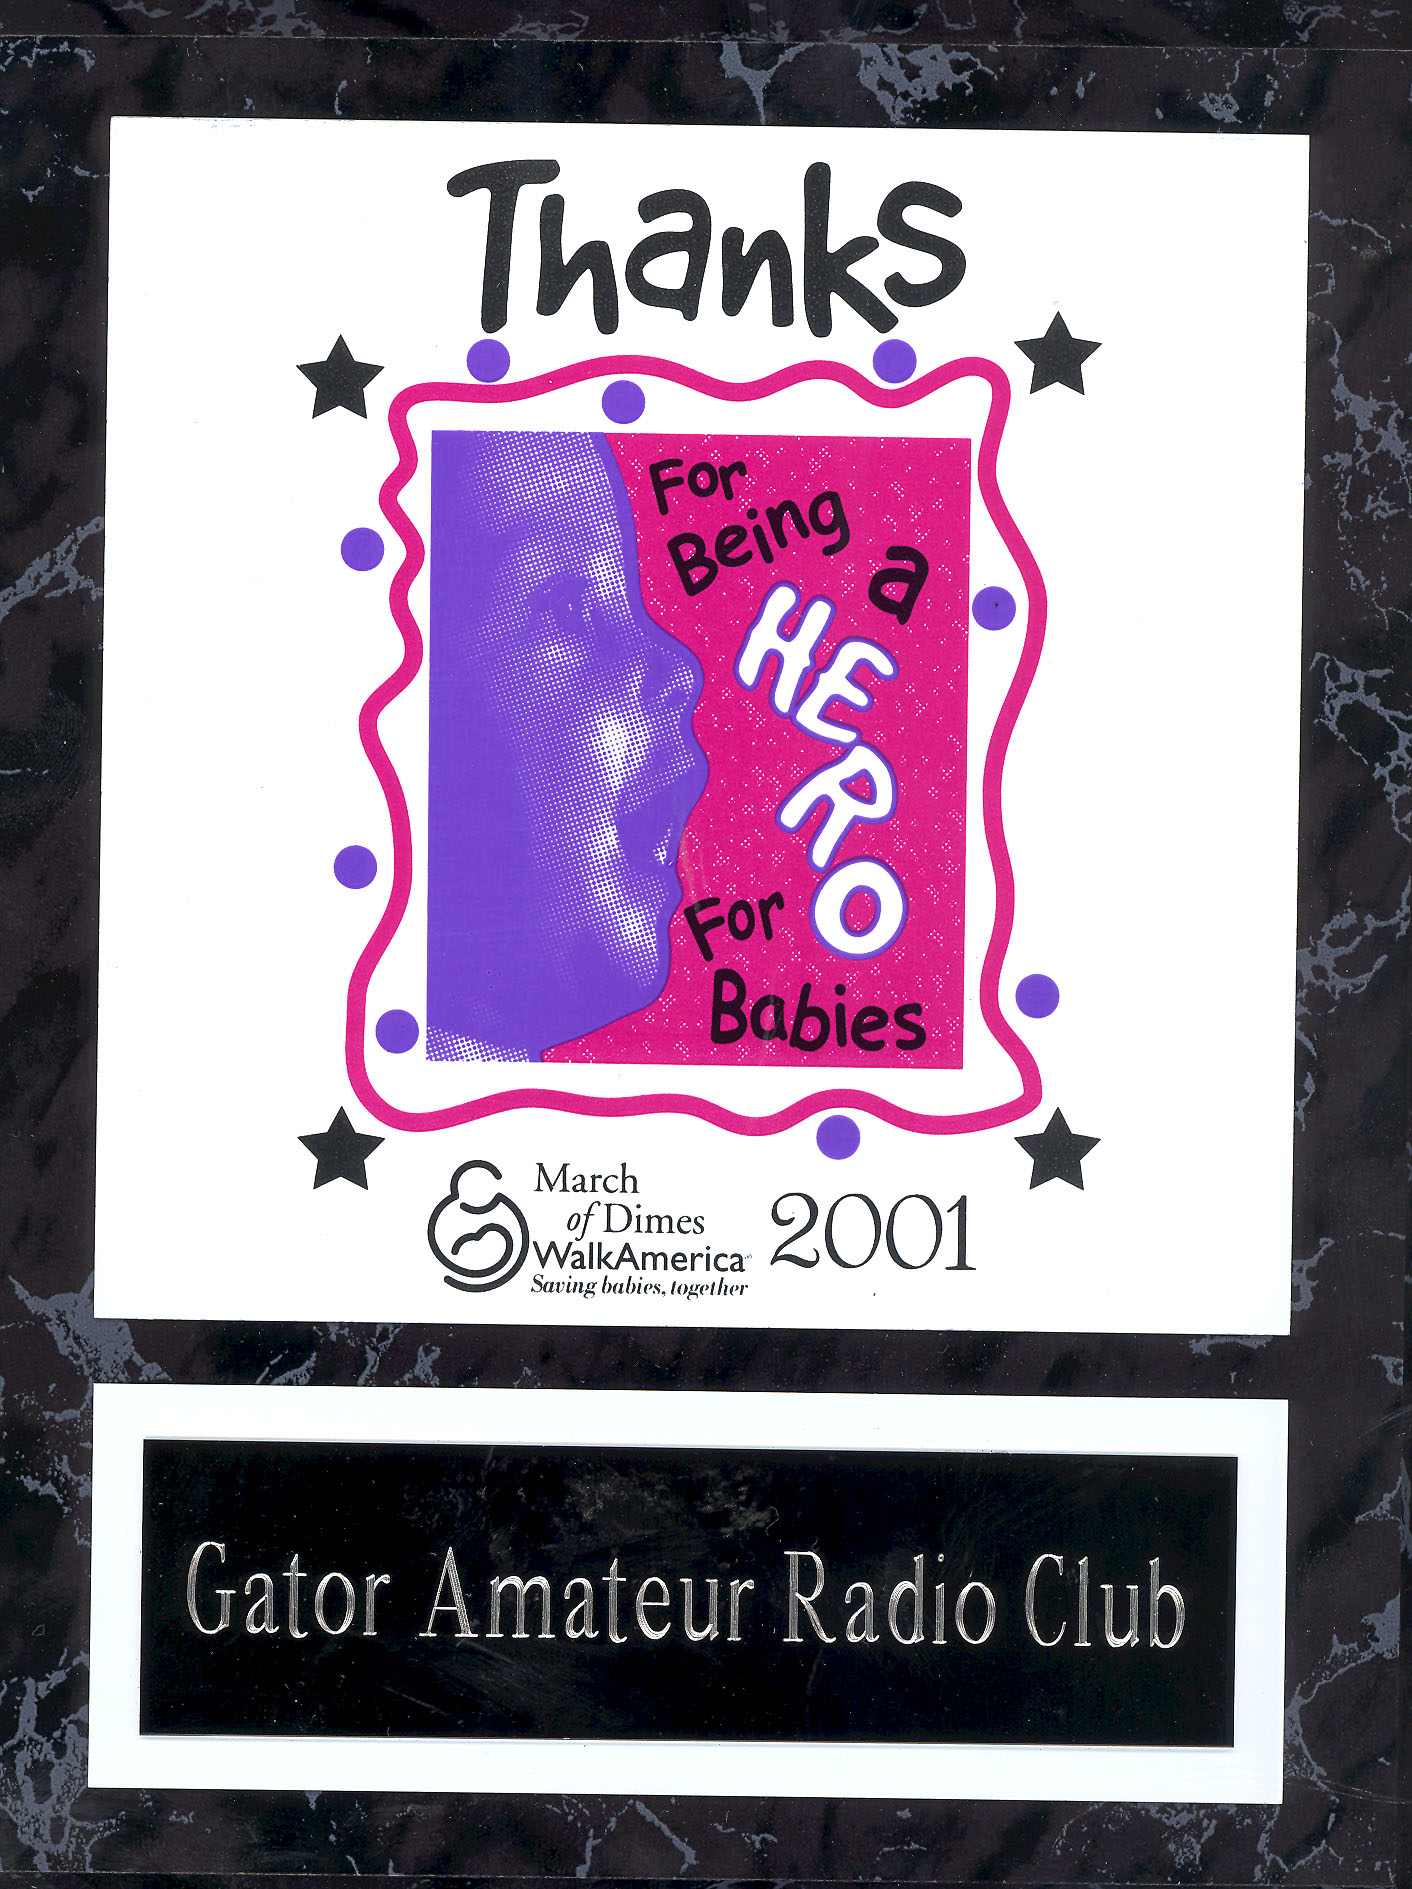 Thanks
For
Being
a
HERO
For
Babies
March
of Dimes
WalkAmerica
Saving babies, together
2001
Gator Amateur Radio Club